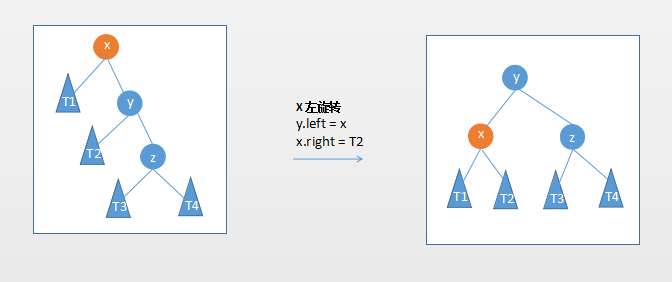 x
T1
y
T2
z
T3
T4
x 左旋转
y.left = x
x.right = T2
y
x
z
T1
T2
T3
T4